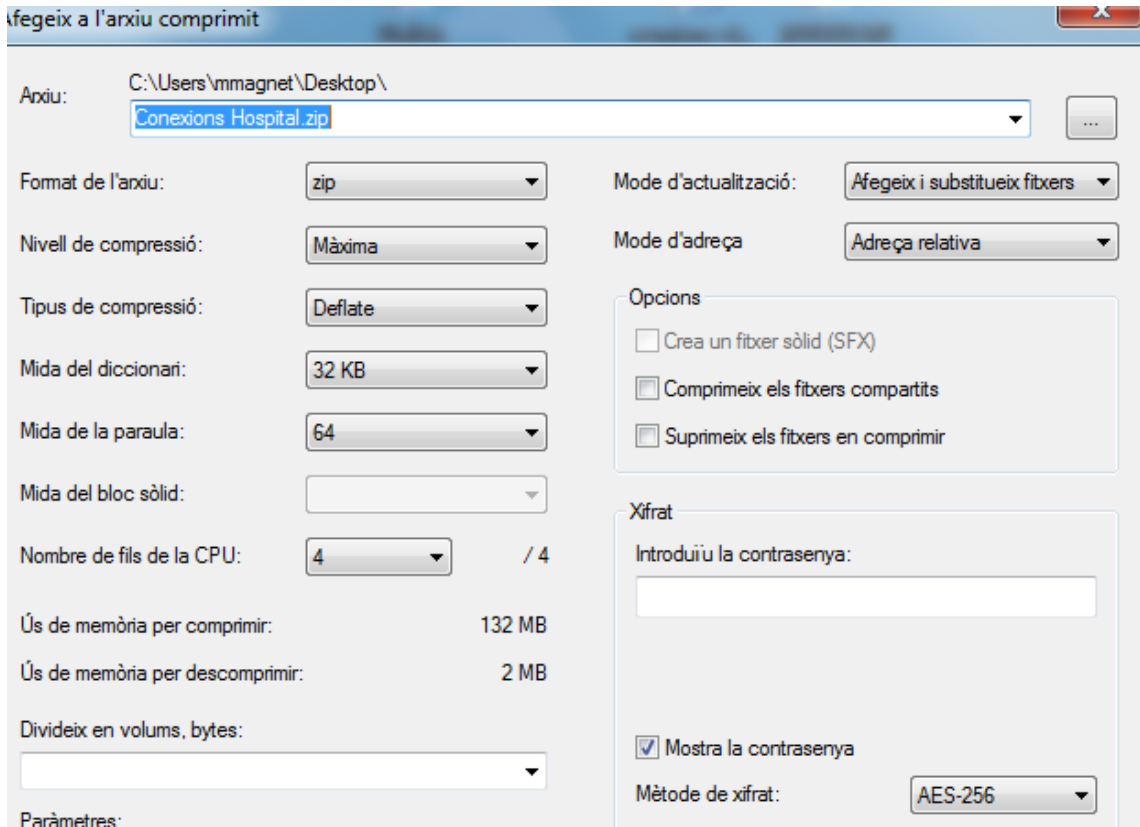 Afegeix a l'arxiu comprimit
Arxiu:
C:\Users\mmagnet\Desktop\
Conexions Hospital.zip
...
Format de l'arxiu: zip
Nivell de compressió: Màxima
Tipus de compressió: Deflate
Mida del diccionari: 32 KB
Mida de la paraula: 64
Mida del bloc sòlid:
Nombre de fils de la CPU: 4 / 4
Ús de memòria per comprimir: 132 MB
Ús de memòria per descomprimir: 2 MB
Divideix en volums, bytes:
Paràmetres:
Mode d'actualització: Afegeix i substitueix fitxers
Mode d'adreça Adreça relativa
Opcions
Crea un fitxer sòlid (SFX)
Comprimeix els fitxers compartits
Suprimeix els fitxers en comprimir
Xifrat
Introduïu la contrasenya:
Mostra la contrasenya
Mètode de xifrat: AES-256